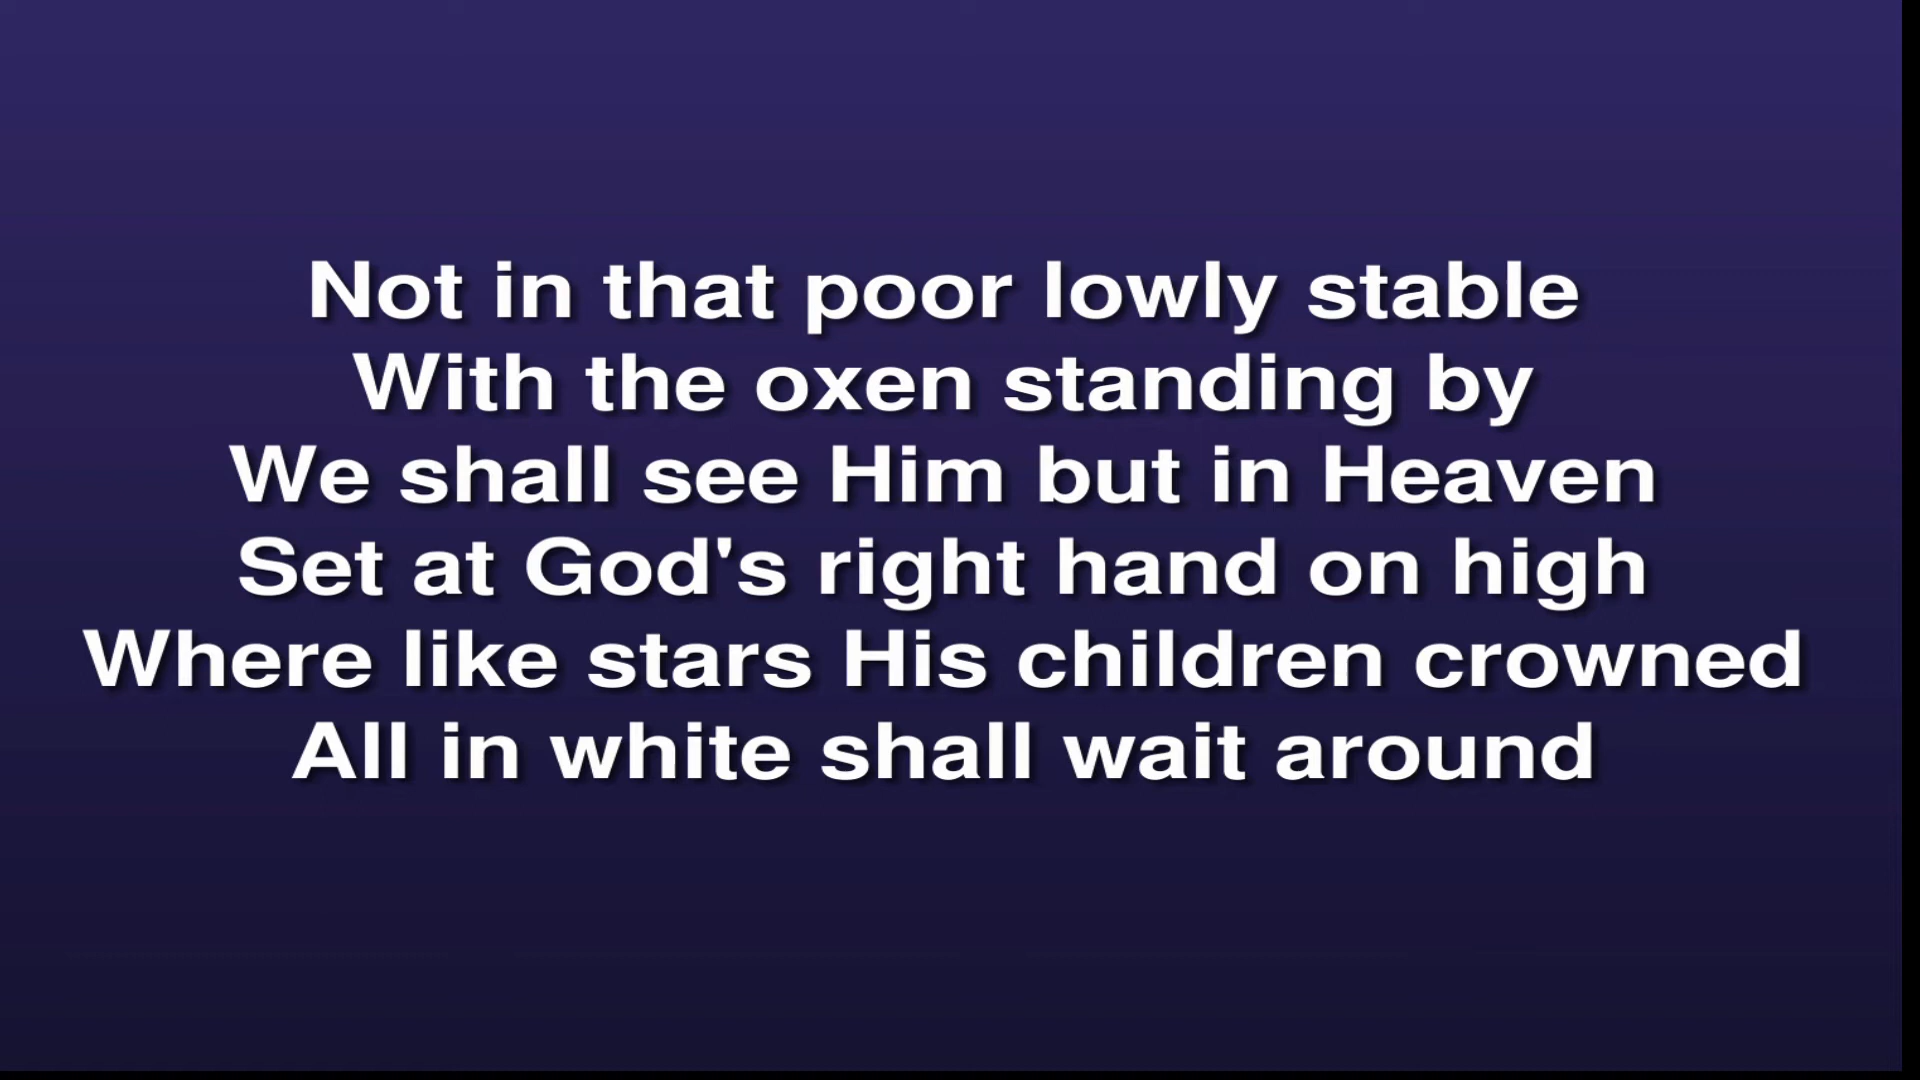 Not in that poor lowly stable
With the oxen standing by
We shall see Him but in Heaven
Set at God's right hand on high
Where like stars His children crowned
All in white shall wait around